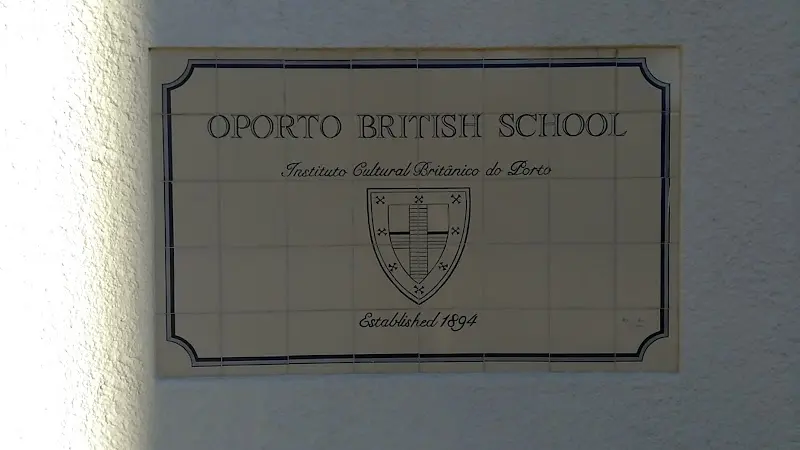 OPORTO BRITISH SCHOOL
Instituto Cultural Britânico do Porto
Established 1894